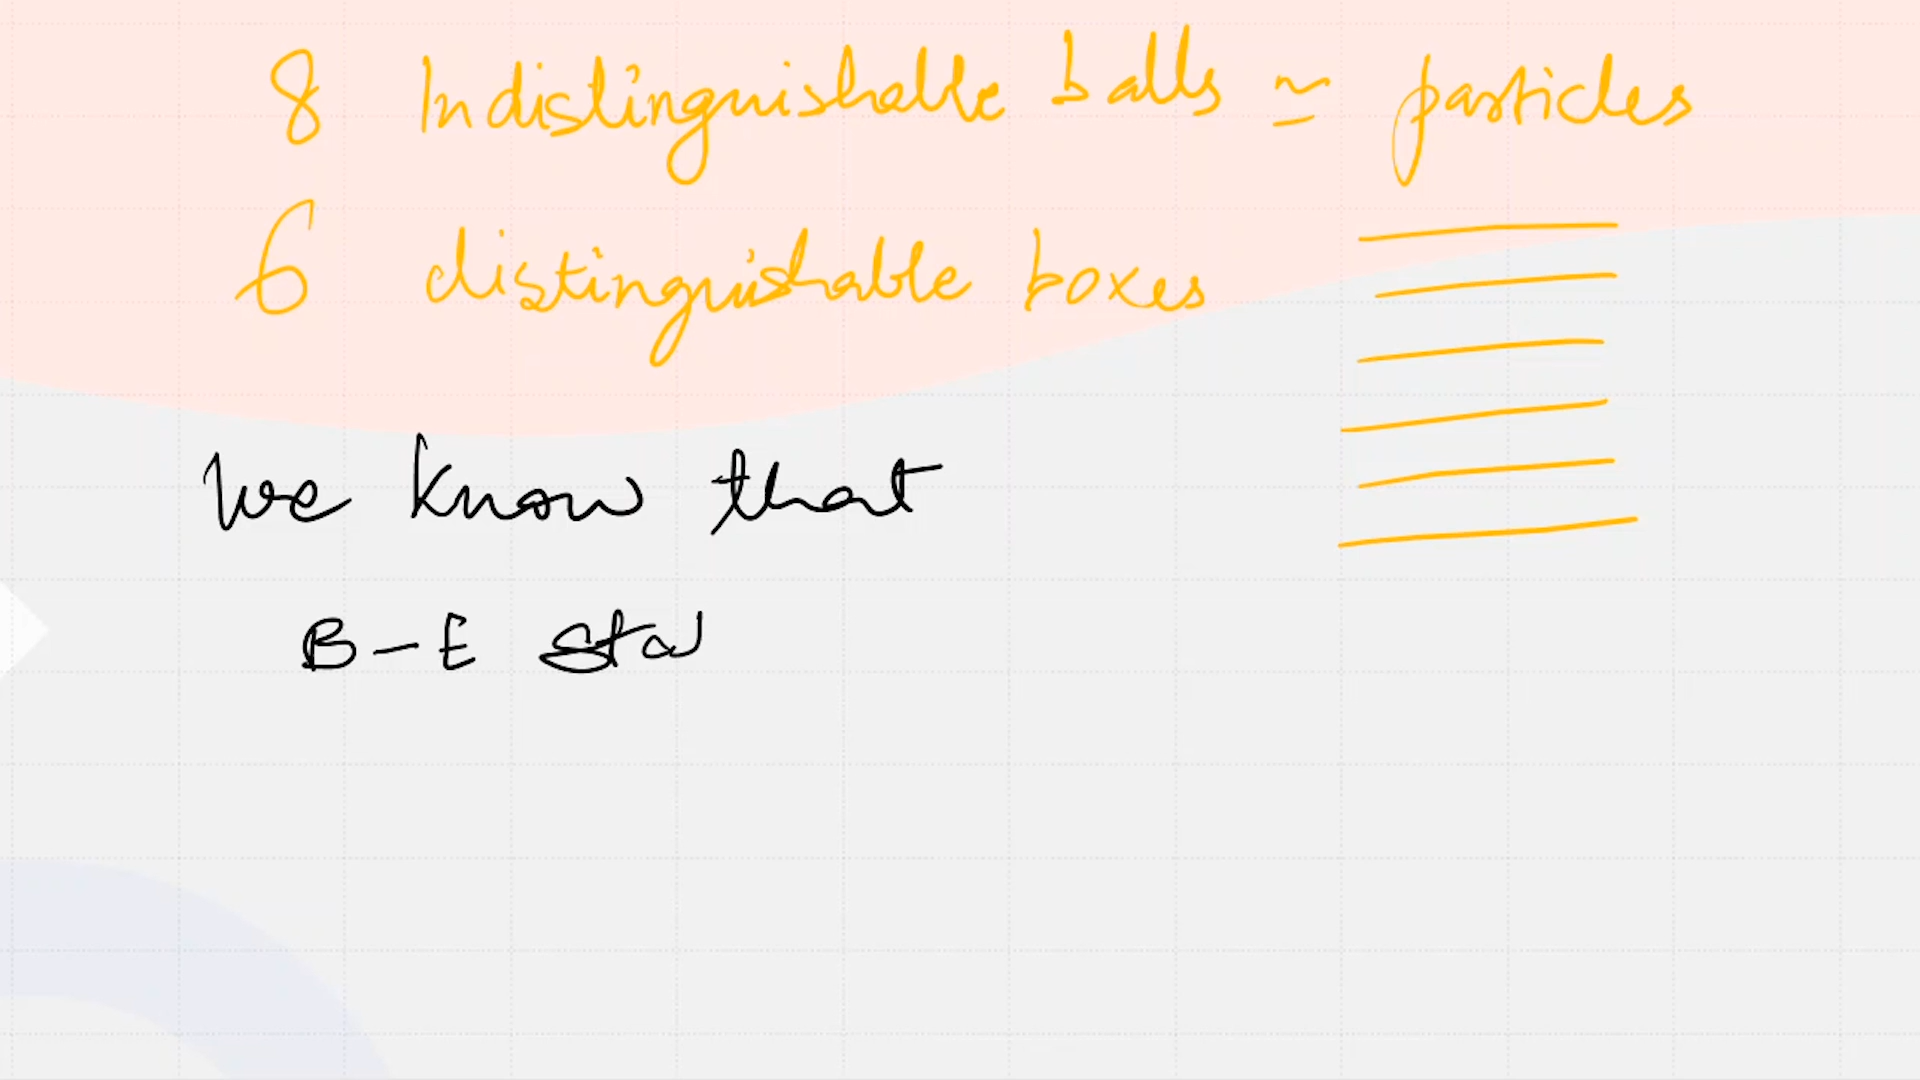 8 Indistinguishable balls ≃ particles
6 distinguishable boxes
We know that
B-E Stat